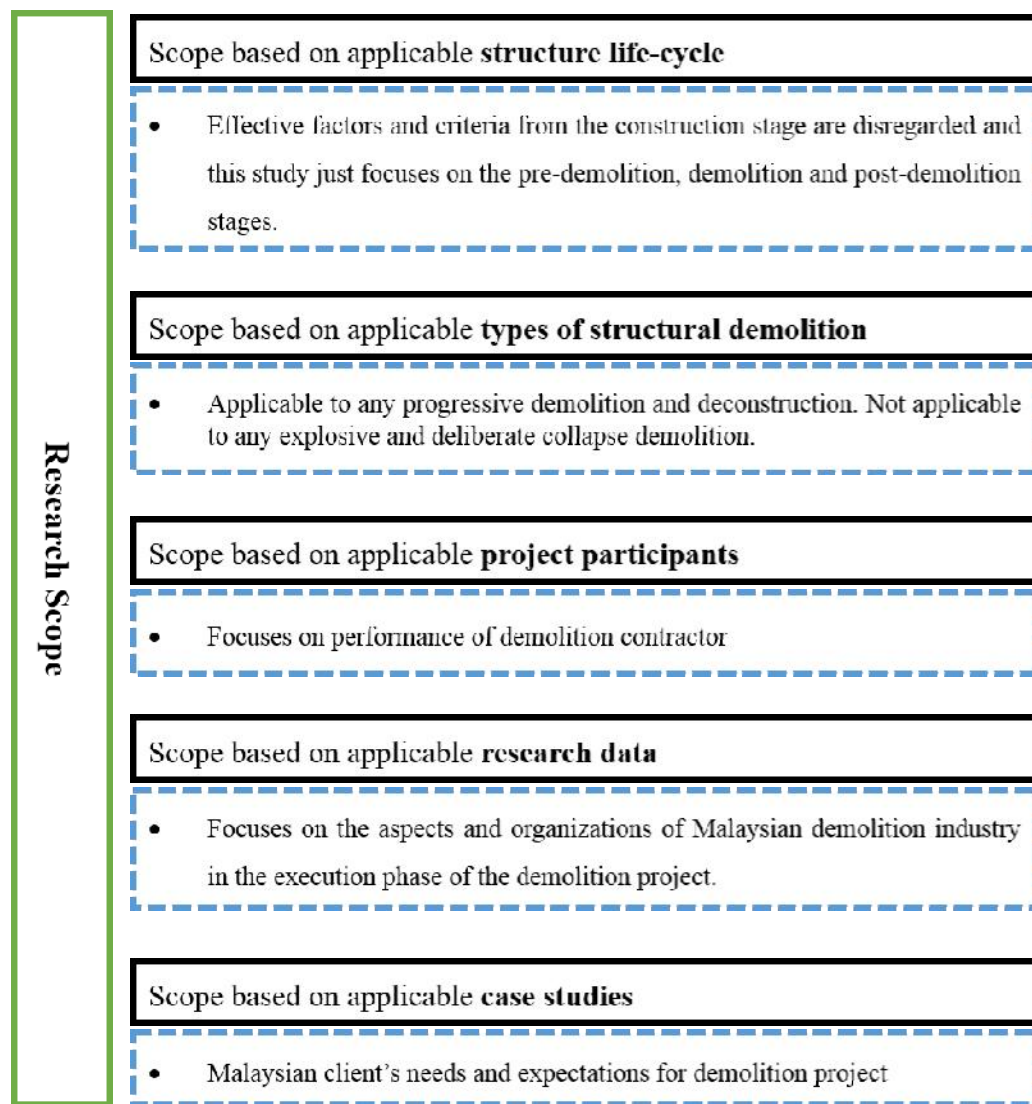 Research Scope
Scope based on applicable structure life-cycle
• Effective factors and criteria from the construction stage are disregarded and
this study just focuses on the pre-demolition, demolition and post-demolition
stages.
Scope based on applicable types of structural demolition
• Applicable to any progressive demolition and deconstruction. Not applicable
to any explosive and deliberate collapse demolition.
Scope based on applicable project participants
• Focuses on performance of demolition contractor
Scope based on applicable research data
• Focuses on the aspects and organizations of Malaysian demolition industry
in the execution phase of the demolition project.
Scope based on applicable case studies
• Malaysian client's needs and expectations for demolition project